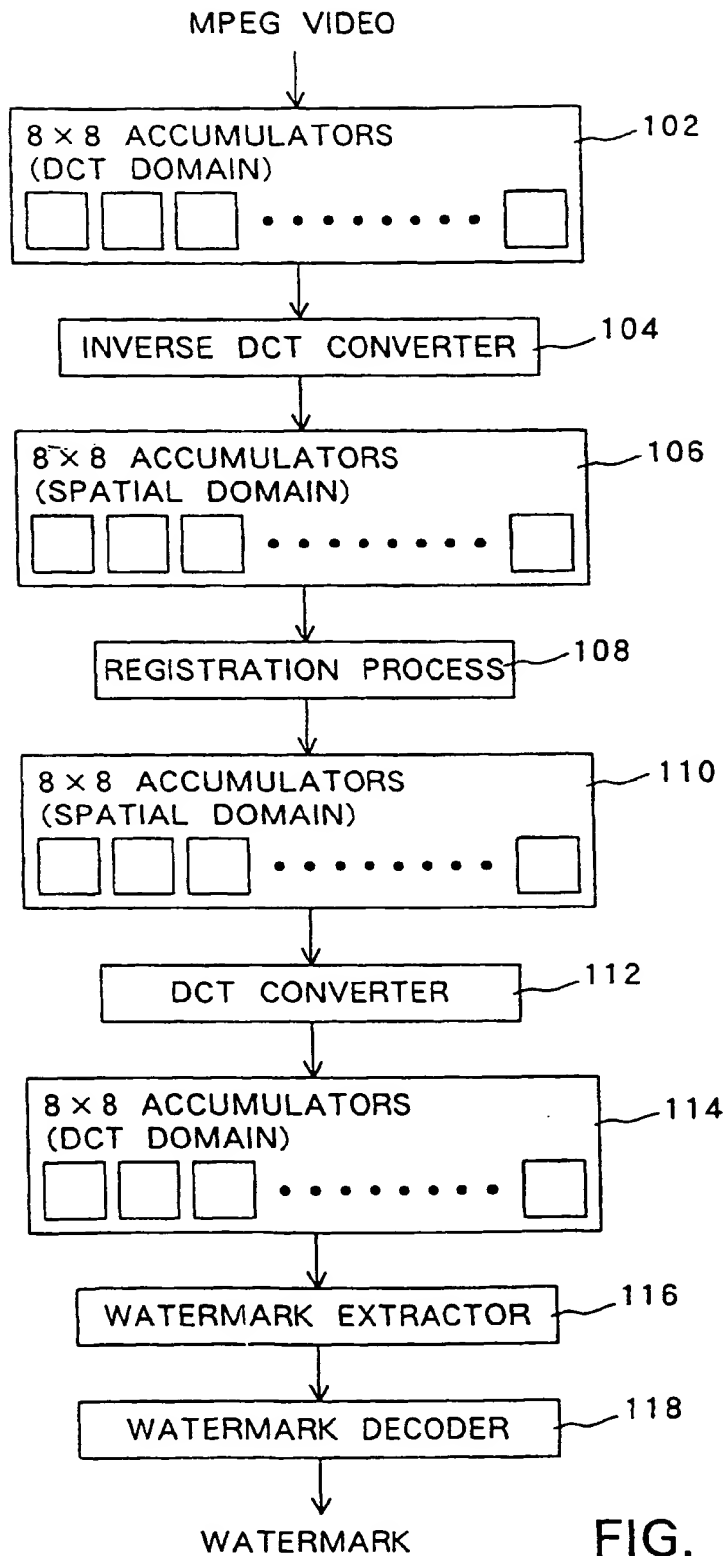 MPEG VIDEO
8 × 8 ACCUMULATORS
(DCT DOMAIN)
102
INVERSE DCT CONVERTER
104
8 × 8 ACCUMULATORS
(SPATIAL DOMAIN)
106
REGISTRATION PROCESS
108
8 × 8 ACCUMULATORS
(SPATIAL DOMAIN)
110
DCT CONVERTER
112
8 × 8 ACCUMULATORS
(DCT DOMAIN)
114
WATERMARK EXTRACTOR
116
WATERMARK DECODER
118
WATERMARK
FIG.